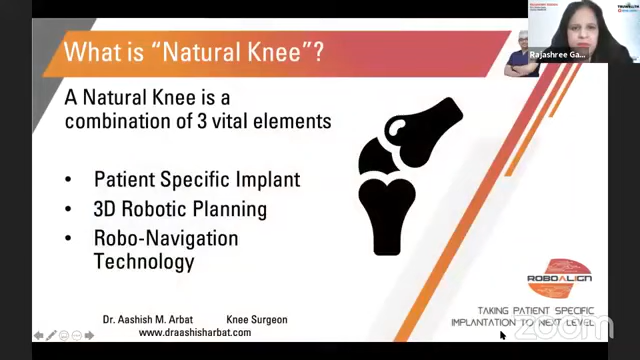 What is “Natural Knee”?
A Natural Knee is a
combination of 3 vital elements
• Patient Specific Implant
• 3D Robotic Planning
• Robo-Navigation
Technology
Dr. Aashish M. Arbat Knee Surgeon
www.draashisharbat.com
Rajashree Ga...
ROBOALIGN
TAKING PATIENT SPECIFIC
IMPLANTATION TO NEXT LEVEL
zoom